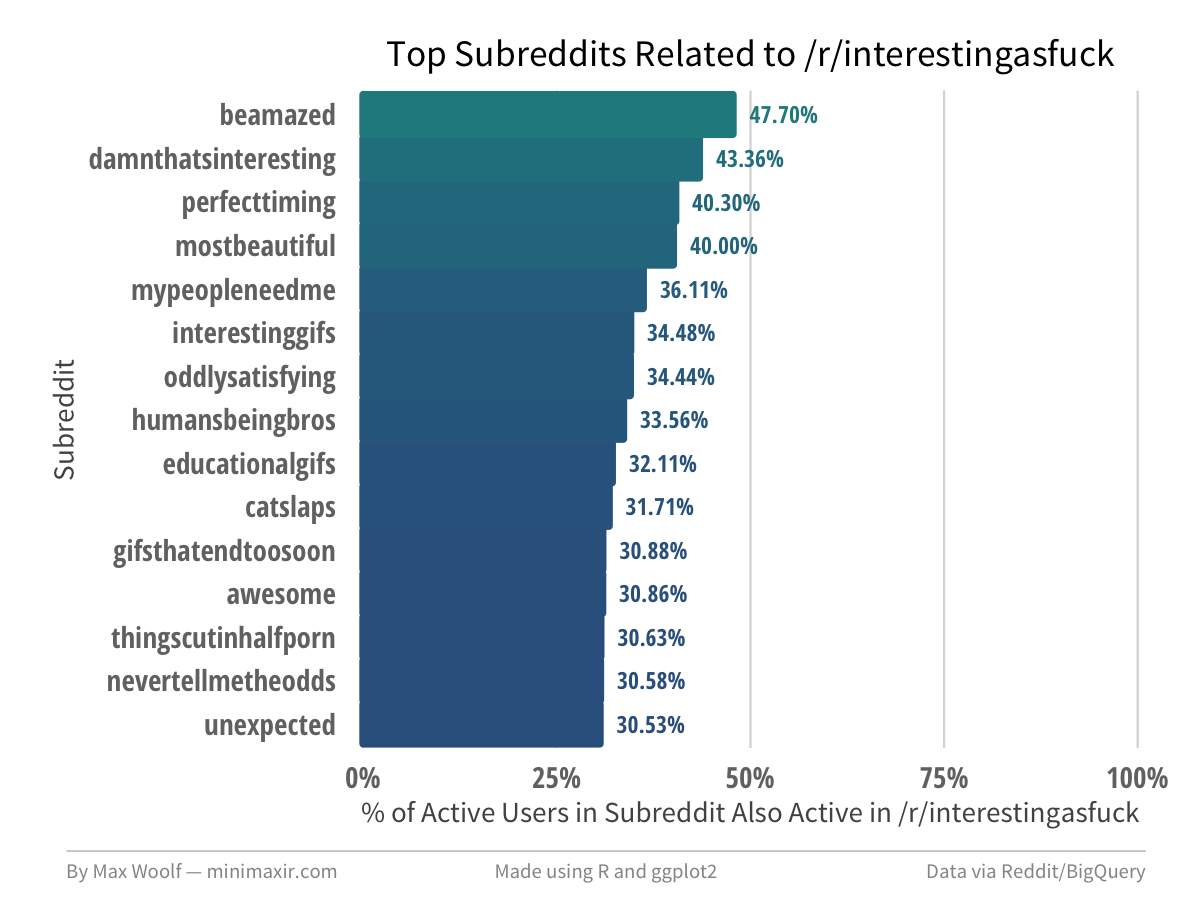 Top Subreddits Related to /r/interestingasfuck
beamazed 47.70%
damnthatsinteresting 43.36%
perfecttiming 40.30%
mostbeautiful 40.00%
mypeopleneedme 36.11%
interestinggifs 34.48%
oddlysatisfying 34.44%
humansbeingbros 33.56%
educationalgifs 32.11%
catslaps 31.71%
gifsthatendtoosoon 30.88%
awesome 30.86%
thingscutinhalfporn 30.63%
nevertellmetheodds 30.58%
unexpected 30.53%
Subreddit
0% 25% 50% 75% 100%
% of Active Users in Subreddit Also Active in /r/interestingasfuck
By Max Woolf — minimaxir.com Made using R and ggplot2 Data via Reddit/BigQuery